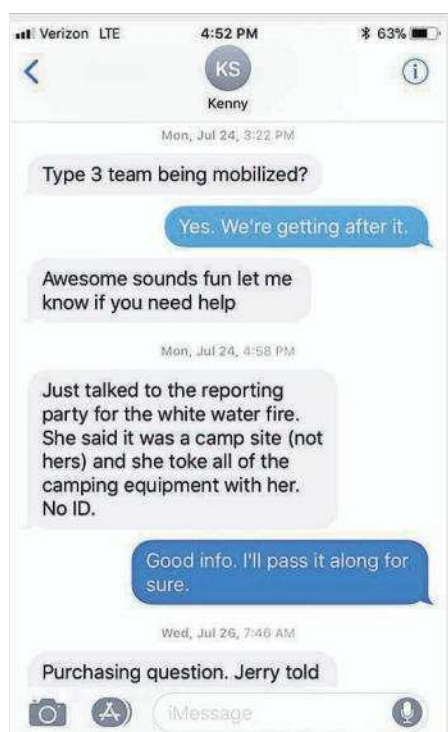 Verizon LTE 4:52 PM 63%
KS
Kenny
Mon, Jul 24, 3:22 PM
Type 3 team being mobilized?
Yes. We're getting after it.
Awesome sounds fun let me
know if you need help
Mon, Jul 24, 4:58 PM
Just talked to the reporting
party for the white water fire.
She said it was a camp site (not
hers) and she toke all of the
camping equipment with her.
No ID.
Good info. I'll pass it along for
sure.
Wed, Jul 26, 7:46 AM
Purchasing question. Jerry told
iMessage